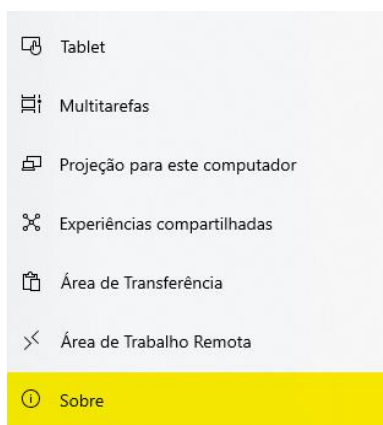 Tablet
Multitarefas
Projeção para este computador
Experiências compartilhadas
Área de Transferência
Área de Trabalho Remota
Sobre